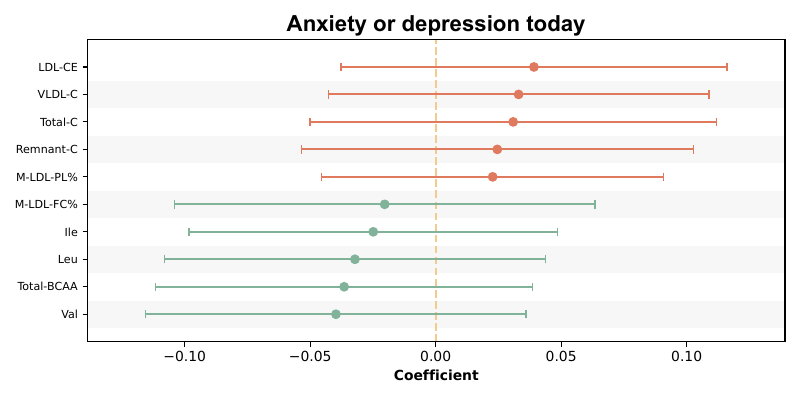 Anxiety or depression today
LDL-CE
VLDL-C
Total-C
Remnant-C
M-LDL-PL%
M-LDL-FC%
Ile
Leu
Total-BCAA
Val
−0.10 −0.05 0.00 0.05 0.10
Coefficient